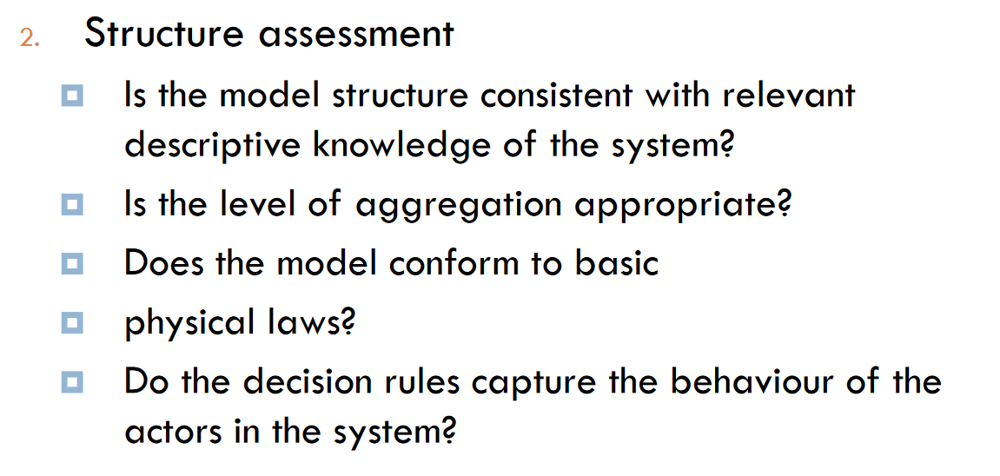 2. Structure assessment
Is the model structure consistent with relevant
descriptive knowledge of the system?
Is the level of aggregation appropriate?
Does the model conform to basic
physical laws?
Do the decision rules capture the behaviour of the
actors in the system?